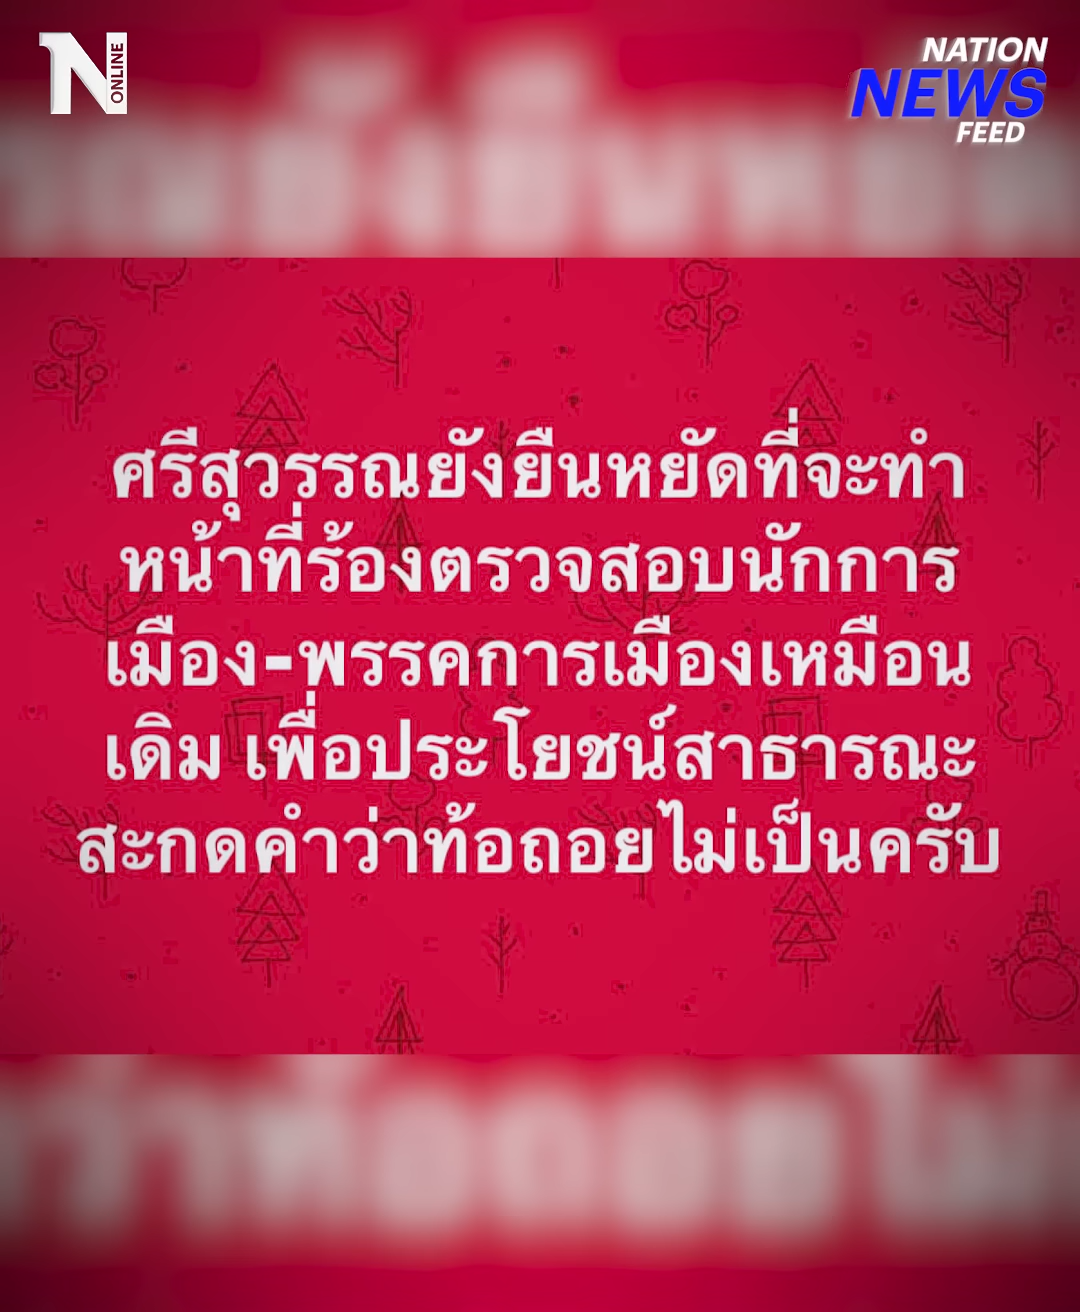 N ONLINE
NATION
NEWS
FEED
ศรีสุวรรณยังยืนหยัดที่จะทำ
หน้าที่ร้องตรวจสอบนักการ
เมือง-พรรคการเมืองเหมือน
เดิม เพื่อประโยชน์สาธารณะ
สะกดคำว่าท้อถอยไม่เป็นครับ